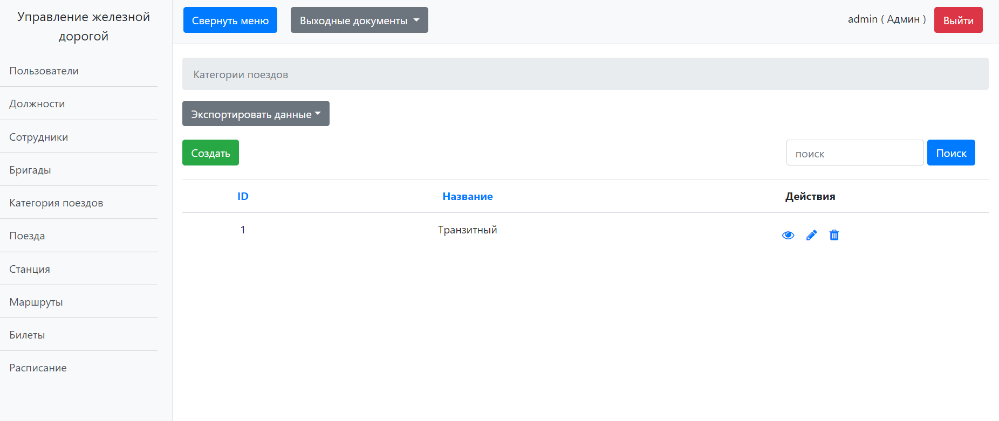 Управление железной
дорогой
Пользователи
Должности
Сотрудники
Бригады
Категория поездов
Поезда
Станция
Маршруты
Билеты
Расписание
Свернуть меню
Выходные документы
admin ( Админ )
Выйти
Категории поездов
Экспортировать данные
Создать
поиск
Поиск
ID Название Действия
1 Транзитный